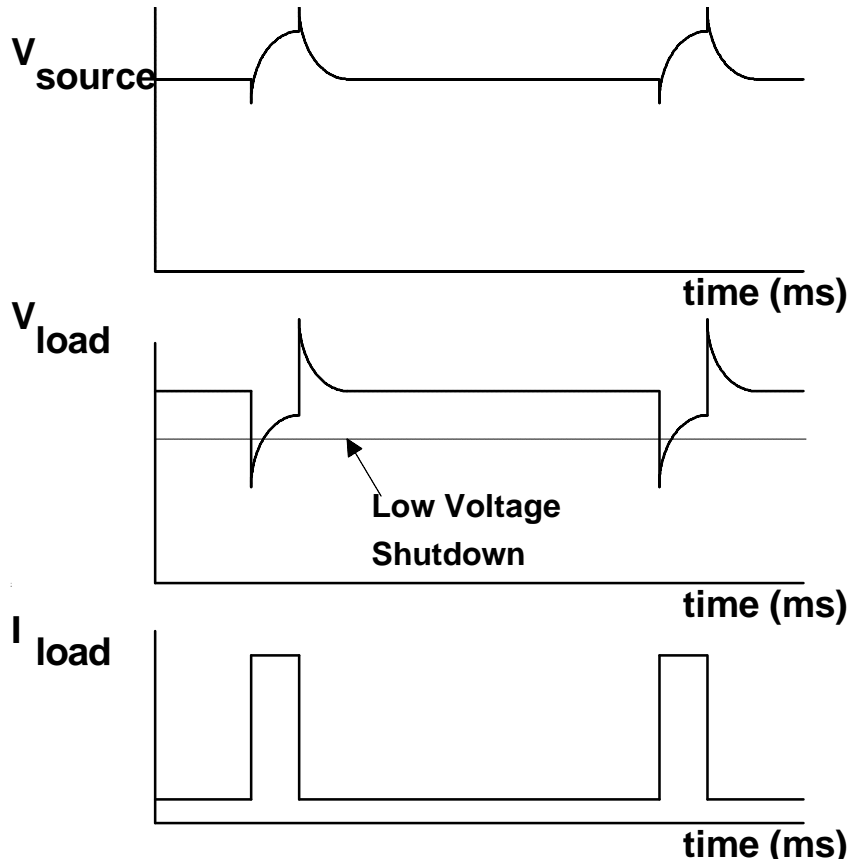 V
source
time (ms)
V
load
Low Voltage
Shutdown
time (ms)
I
load
time (ms)